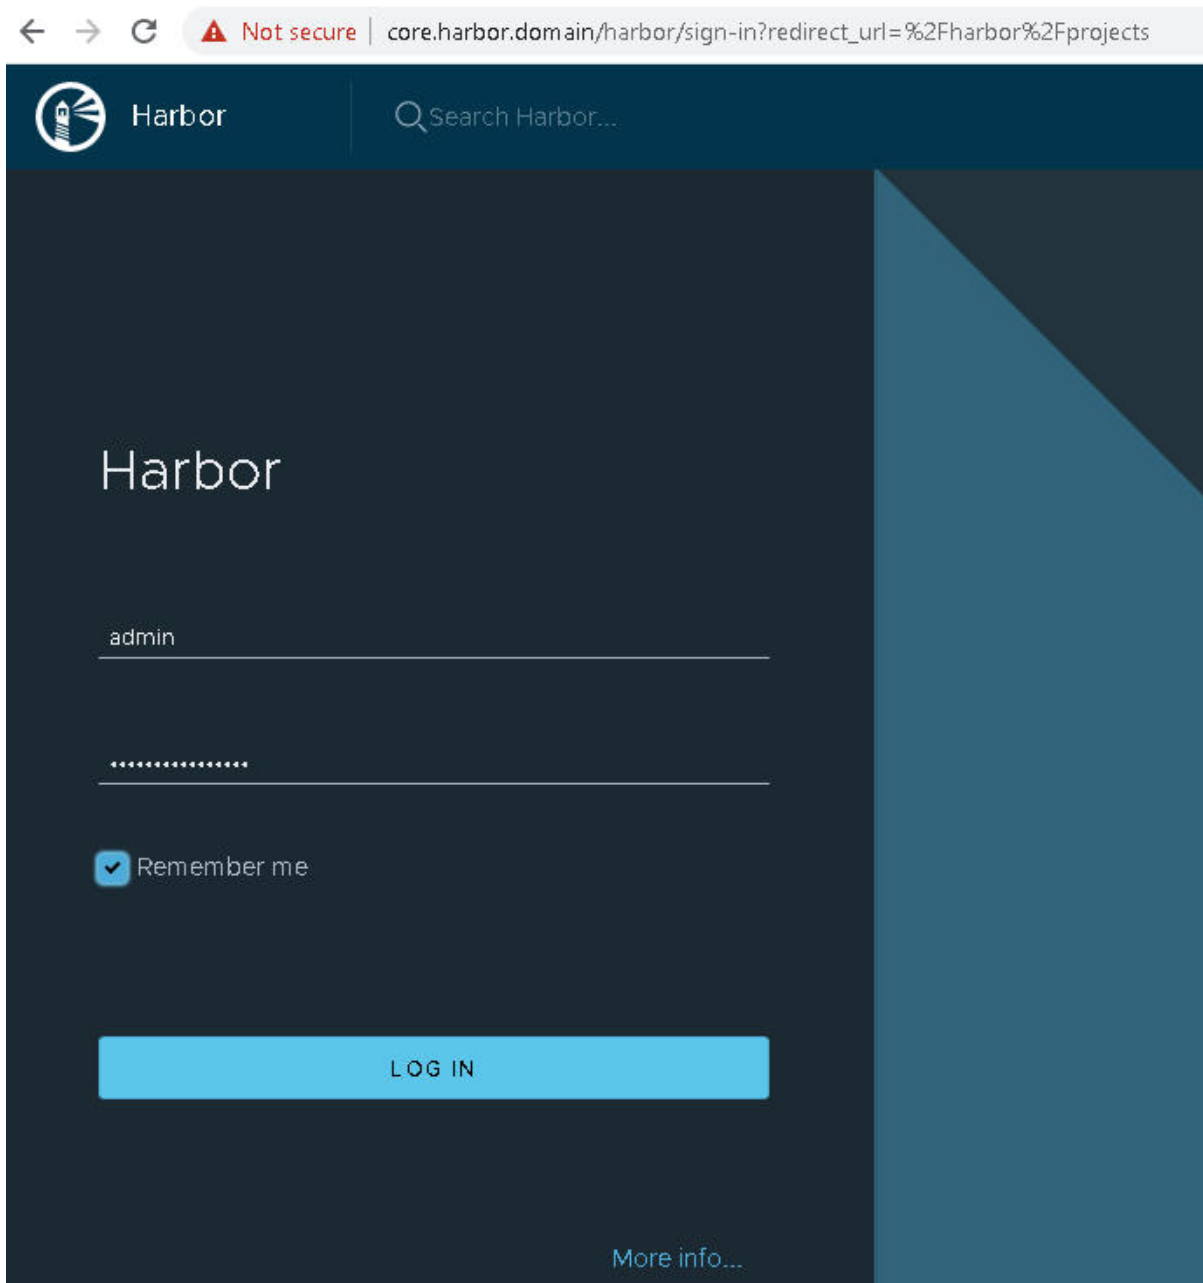 Not secure | core.harbor.domain/harbor/sign-in?redirect_url=%2Fharbor%2Fprojects
Harbor Search Harbor...
Harbor
admin
••••••••••••••••
Remember me
LOG IN
More info...